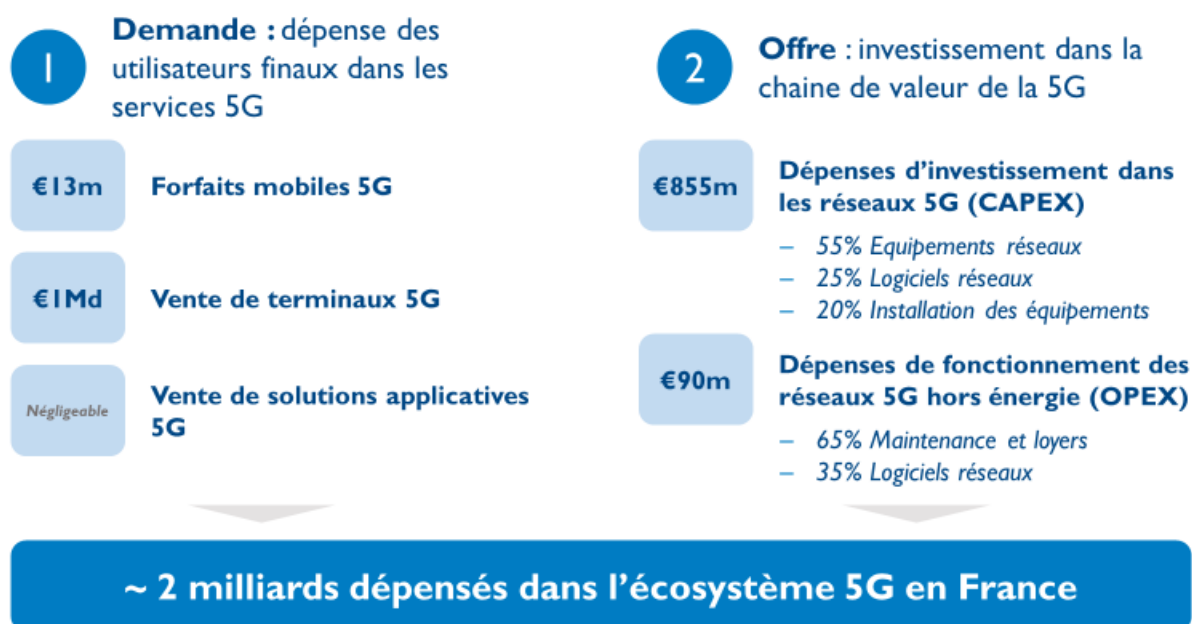 1
Demande : dépense des
utilisateurs finaux dans les
services 5G
€13m
Forfaits mobiles 5G
€1Md
Vente de terminaux 5G
Négligeable
Vente de solutions applicatives
5G
2
Offre : investissement dans la
chaine de valeur de la 5G
€855m
Dépenses d’investissement dans
les réseaux 5G (CAPEX)
– 55% Equipements réseaux
– 25% Logiciels réseaux
– 20% Installation des équipements
€90m
Dépenses de fonctionnement des
réseaux 5G hors énergie (OPEX)
– 65% Maintenance et loyers
– 35% Logiciels réseaux
~ 2 milliards dépensés dans l’écosystème 5G en France